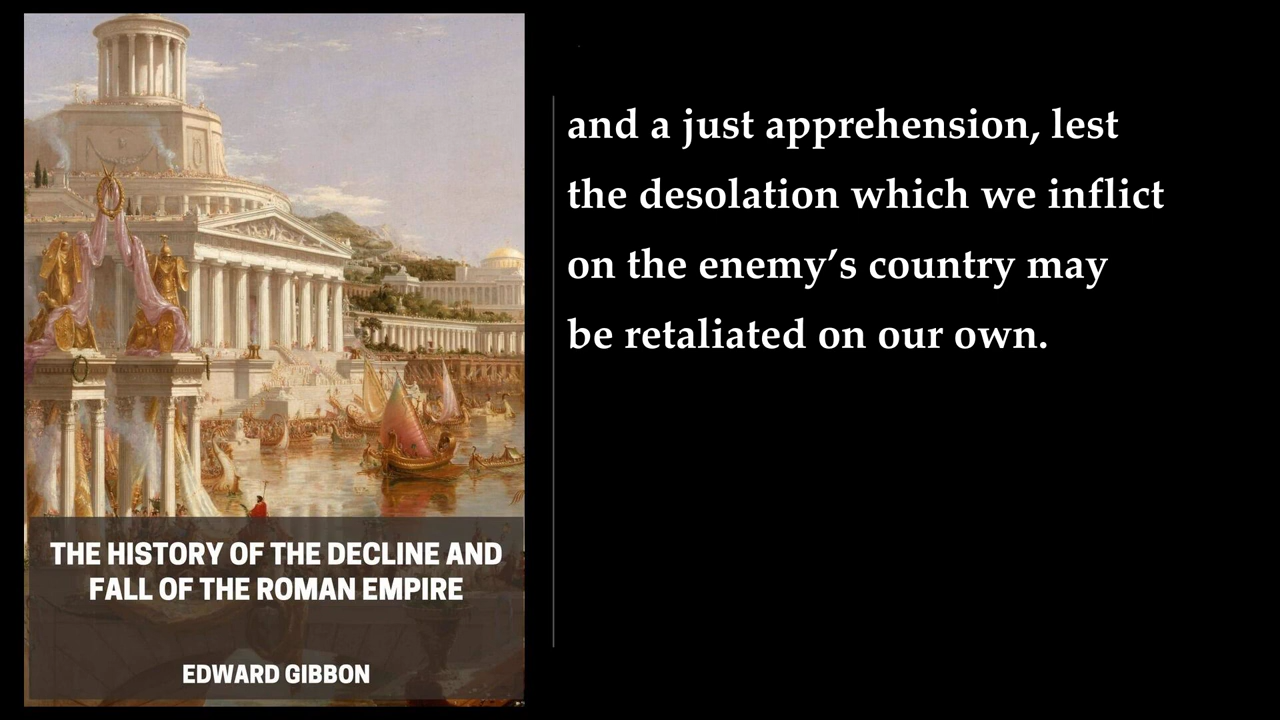 THE HISTORY OF THE DECLINE AND
FALL OF THE ROMAN EMPIRE
EDWARD GIBBON
and a just apprehension, lest
the desolation which we inflict
on the enemy’s country may
be retaliated on our own.